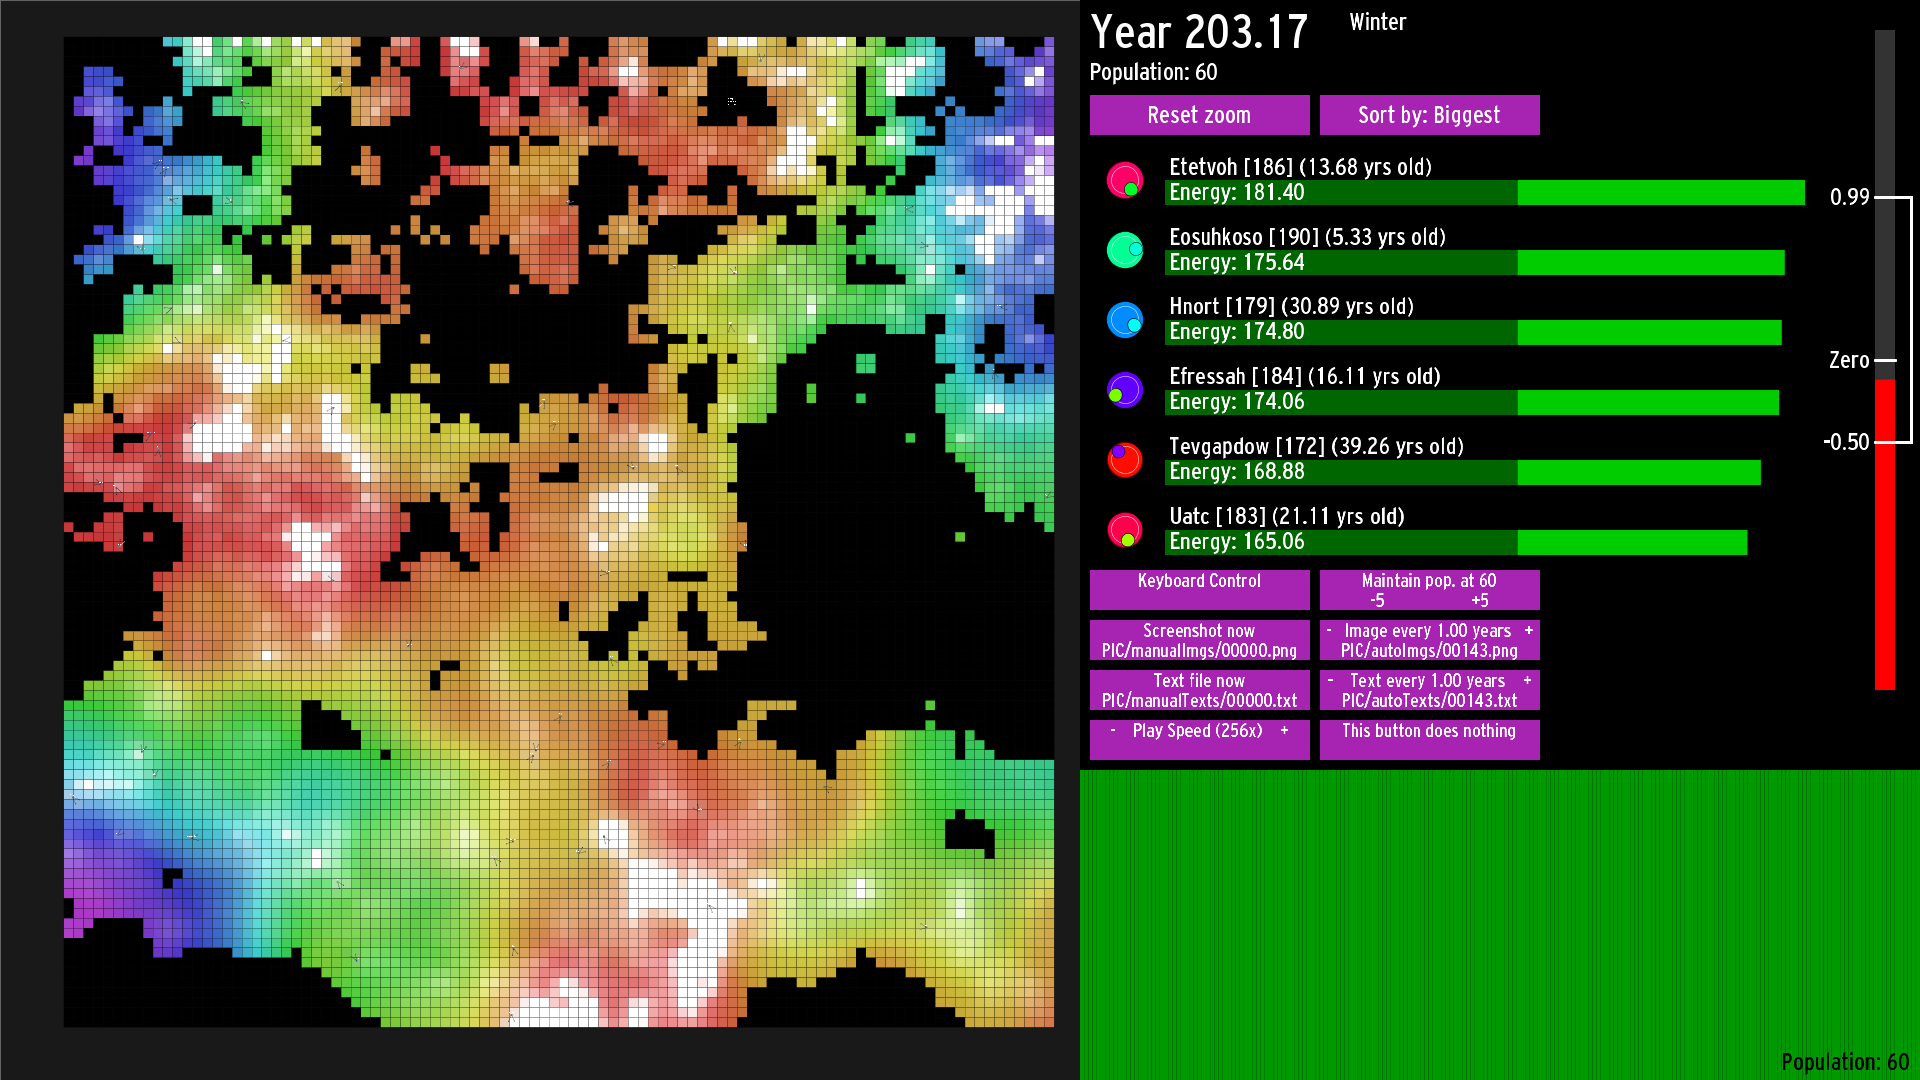 Year 203.17
Winter
Population: 60
Reset zoom
Sort by: Biggest
Etetvoh [186] (13.68 yrs old)
Energy: 181.40
0.99
Eosuhkoso [190] (5.33 yrs old)
Energy: 175.64
Hnort [179] (30.89 yrs old)
Energy: 174.80
Zero
Efressah [184] (16.11 yrs old)
Energy: 174.06
-0.50
Tevgapdow [172] (39.26 yrs old)
Energy: 168.88
Uatc [183] (21.11 yrs old)
Energy: 165.06
Keyboard Control
Maintain pop. at 60
-5 +5
Screenshot now
PIC/manualImgs/00000.png
- Image every 1.00 years +
PIC/autoImgs/00143.png
Text file now
PIC/manualTexts/00000.txt
- Text every 1.00 years +
PIC/autoTexts/00143.txt
- Play Speed (256x) +
This button does nothing
Population: 60